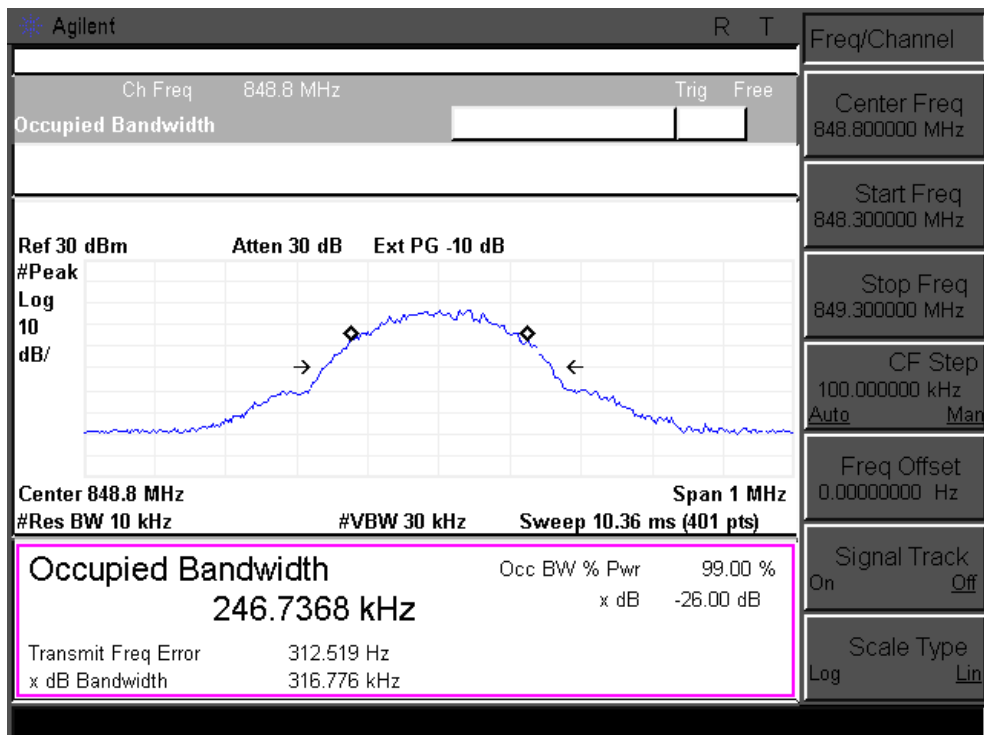 Agilent R T
Ch Freq 848.8 MHz Trig Free
Occupied Bandwidth
Ref 30 dBm Atten 30 dB Ext PG -10 dB
#Peak
Log
10
dB/
Center 848.8 MHz Span 1 MHz
#Res BW 10 kHz #VBW 30 kHz Sweep 10.36 ms (401 pts)
Occupied Bandwidth
246.7368 kHz
Occ BW % Pwr 99.00 %
x dB -26.00 dB
Transmit Freq Error 312.519 Hz
x dB Bandwidth 316.776 kHz
Freq/Channel
Center Freq
848.800000 MHz
Start Freq
848.300000 MHz
Stop Freq
849.300000 MHz
CF Step
100.000000 kHz
Auto Man
Freq Offset
0.00000000 Hz
Signal Track
On Off
Scale Type
Log Lin